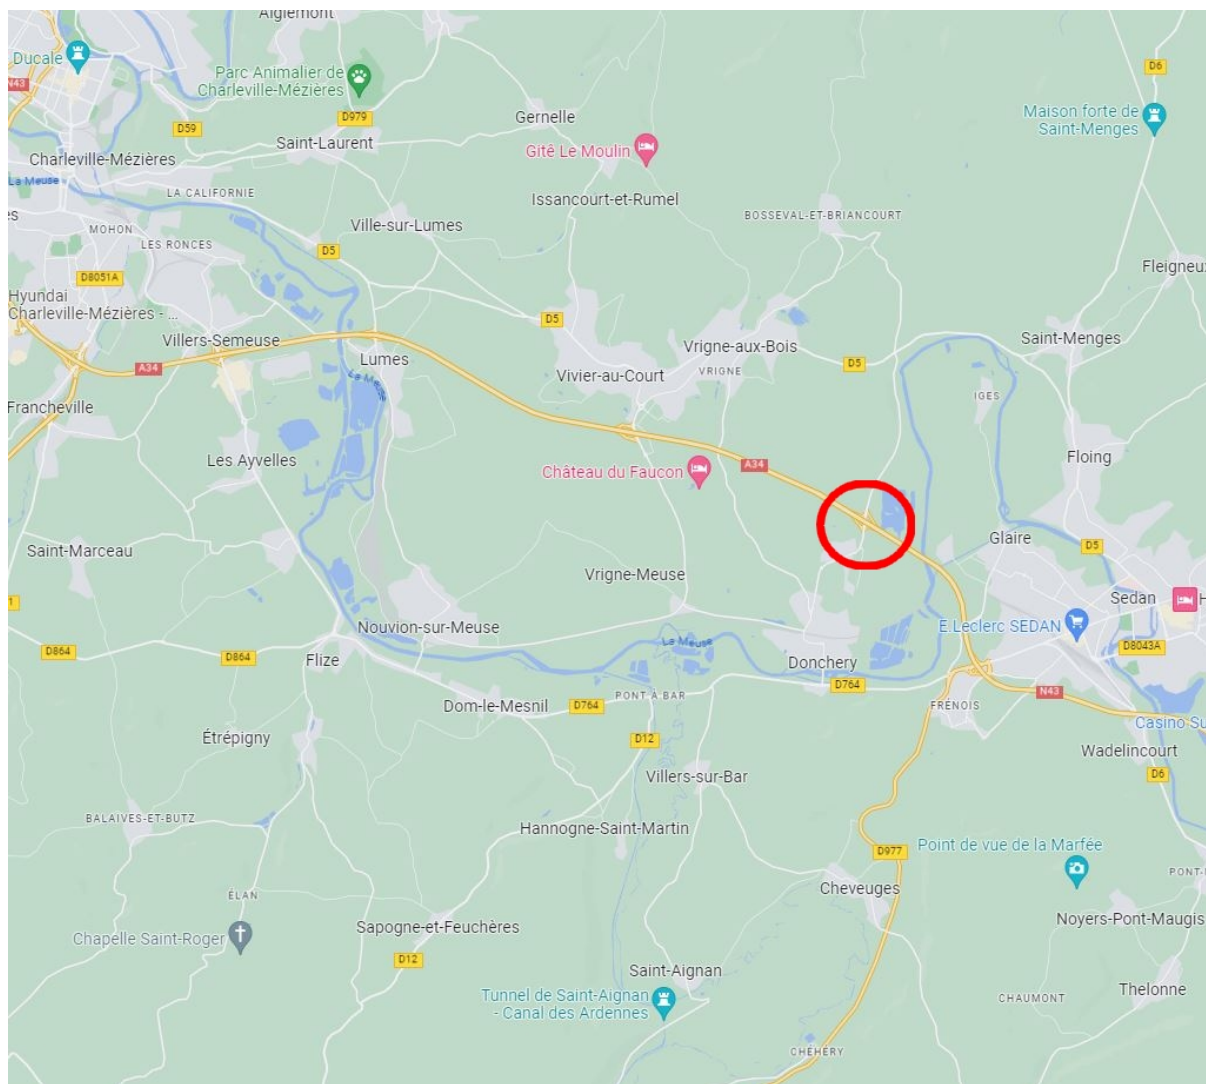 Aiglemont
Ducale
Parc Animalier de
Charleville-Mézières
D6
N43
D979
Gernelle
Maison forte de
Saint-Menges
D59
Saint-Laurent
Gîtê Le Moulin
Charleville-Mézières
La Meuse
LA CALIFORNIE
Issancourt-et-Rumel
BOSSEVAL-ET-BRIANCOURT
es
MOHON
LES RONCES
Ville-sur-Lumes
D5
Fleigneux
D8051A
Hyundai
Charleville-Mézières - ...
D5
Villers-Semeuse
Saint-Menges
Vrigne-aux-Bois
Lumes
A34
D5
La Meuse
Vivier-au-Court
VRIGNE
IGES
Francheville
Les Ayvelles
Château du Faucon
A34
Floing
Saint-Marceau
Glaire
D5
Vrigne-Meuse
Sedan
H
1
Nouvion-sur-Meuse
E.Leclerc SEDAN
D864
D864
Flize
La Meuse
Donchery
D8043A
D764
PONT À BAR
N43
Dom-le-Mesnil
D764
FRÉNOIS
Casino Su
Étrépigny
D12
Wadelincourt
Villers-sur-Bar
D6
BALAIVES-ET-BUTZ
Hannogne-Saint-Martin
D977
Point de vue de la Marfée
PONT-
Cheveuges
ÉLAN
Noyers-Pont-Maugis
Chapelle Saint-Roger
Sapogne-et-Feuchères
D12
Saint-Aignan
Tunnel de Saint-Aignan
- Canal des Ardennes
CHAUMONT
Thelonne
CHÉHÉRY